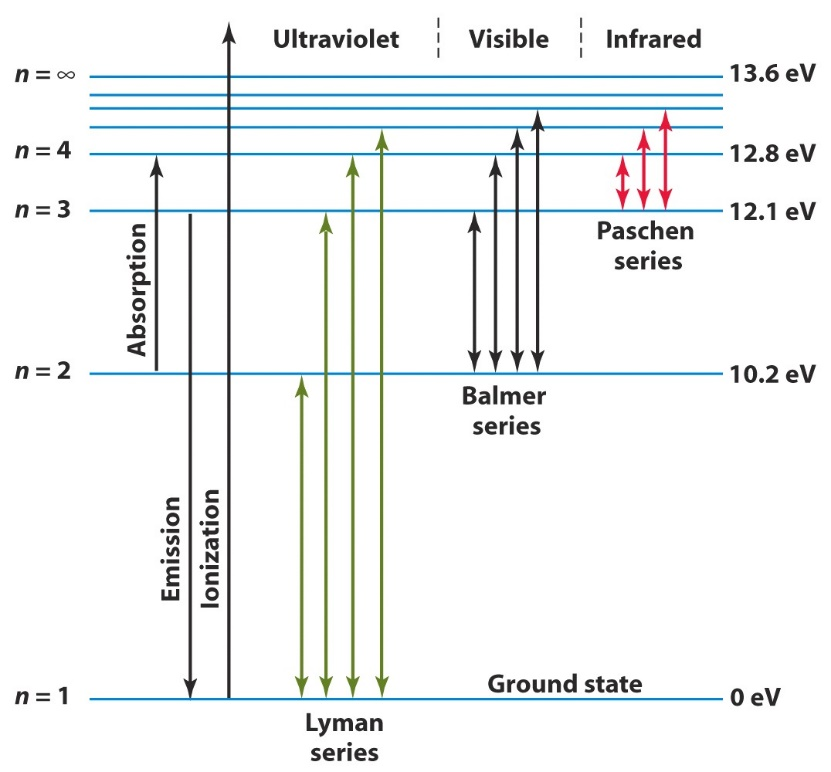 Ultraviolet Visible Infrared
n = ∞ 13.6 eV
n = 4 12.8 eV
n = 3 12.1 eV
Paschen
series
Absorption
n = 2 10.2 eV
Balmer
series
Emission
Ionization
Ground state
n = 1 0 eV
Lyman
series